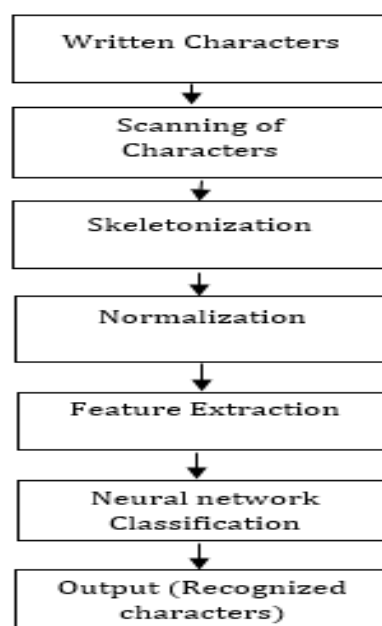 Written Characters
Scanning of
Characters
Skeletonization
Normalization
Feature Extraction
Neural network
Classification
Output (Recognized
characters)